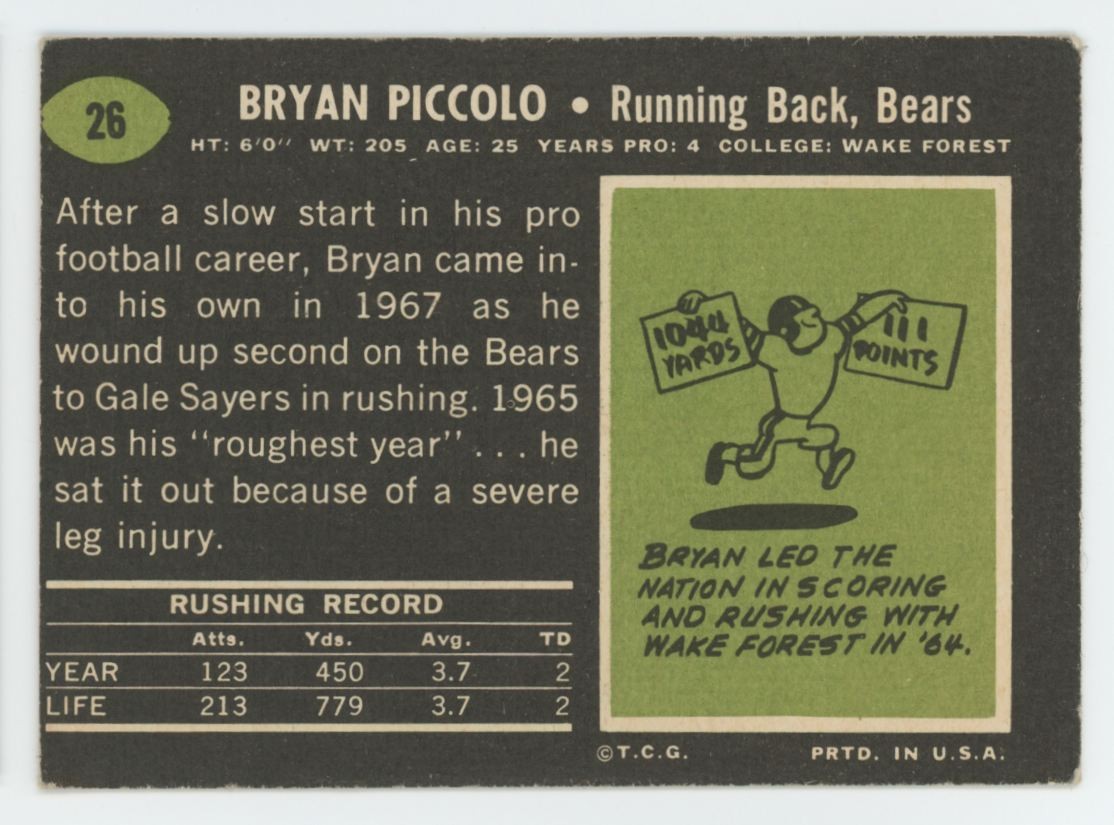 26
BRYAN PICCOLO • Running Back, Bears
HT: 6'0'' WT: 205 AGE: 25 YEARS PRO: 4 COLLEGE: WAKE FOREST
After a slow start in his pro
football career, Bryan came in-
to his own in 1967 as he
wound up second on the Bears
to Gale Sayers in rushing. 1965
was his "roughest year" . . . he
sat it out because of a severe
leg injury.
RUSHING RECORD
Atts. Yds. Avg. TD
YEAR 123 450 3.7 2
LIFE 213 779 3.7 2
1044
YARDS
111
POINTS
BRYAN LED THE
NATION IN SCORING
AND RUSHING WITH
WAKE FOREST IN '64.
©T.C.G. PRTD. IN U.S.A.